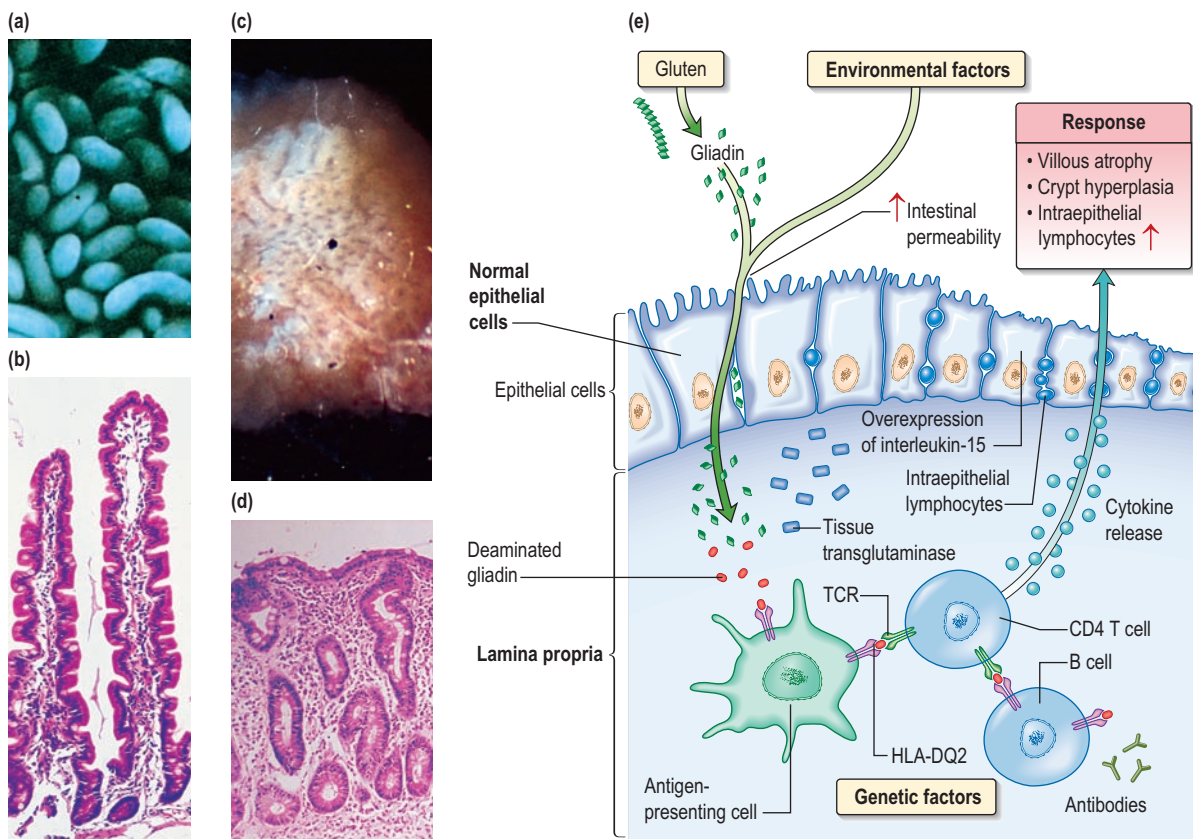 (a)
(b)
(c)
(d)
(e)
Gluten
Environmental factors
Gliadin
Intestinal
permeability
Response
• Villous atrophy
• Crypt hyperplasia
• Intraepithelial
lymphocytes
Normal
epithelial
cells
Epithelial cells
Overexpression
of interleukin-15
Intraepithelial
lymphocytes
Cytokine
release
Tissue
transglutaminase
Deaminated
gliadin
TCR
CD4 T cell
B cell
Lamina propria
HLA-DQ2
Antigen-
presenting cell
Genetic factors
Antibodies